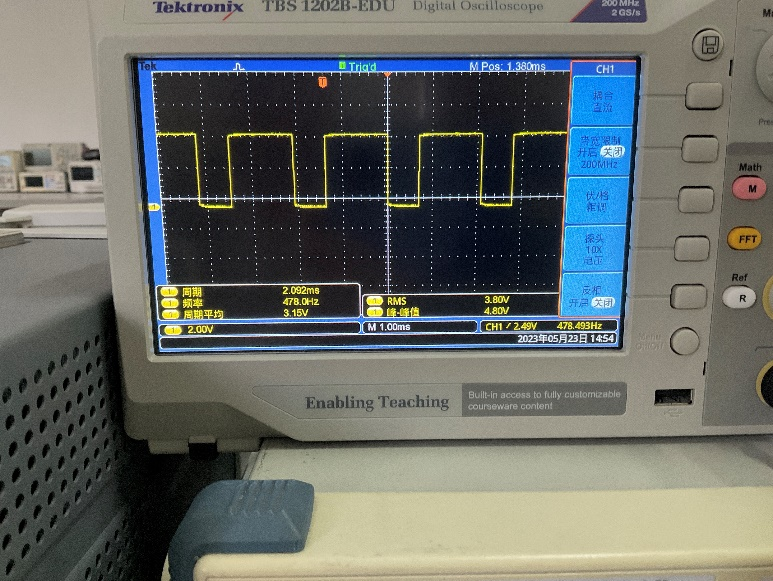 Tektronix TBS 1202B-EDU Digital Oscilloscope
200 MHz
2 GS/s
Tek Trig'd M Pos: 1.380ms CH1
耦合
直流
带宽限制
开启 关闭
200MHz
伏/格
粗调
探头
10X
电压
反相
开启 关闭
1 周期 2.092ms
1 频率 478.0Hz
1 周期平均 3.15V
1 RMS 3.80V
1 峰-峰值 4.80V
1 2.00V M 1.00ms CH1 / 2.49V 478.493Hz
2023年05月23日 14:54
Math
M
FFT
Ref
R
Enabling Teaching
Built-in access to fully customizable
courseware content